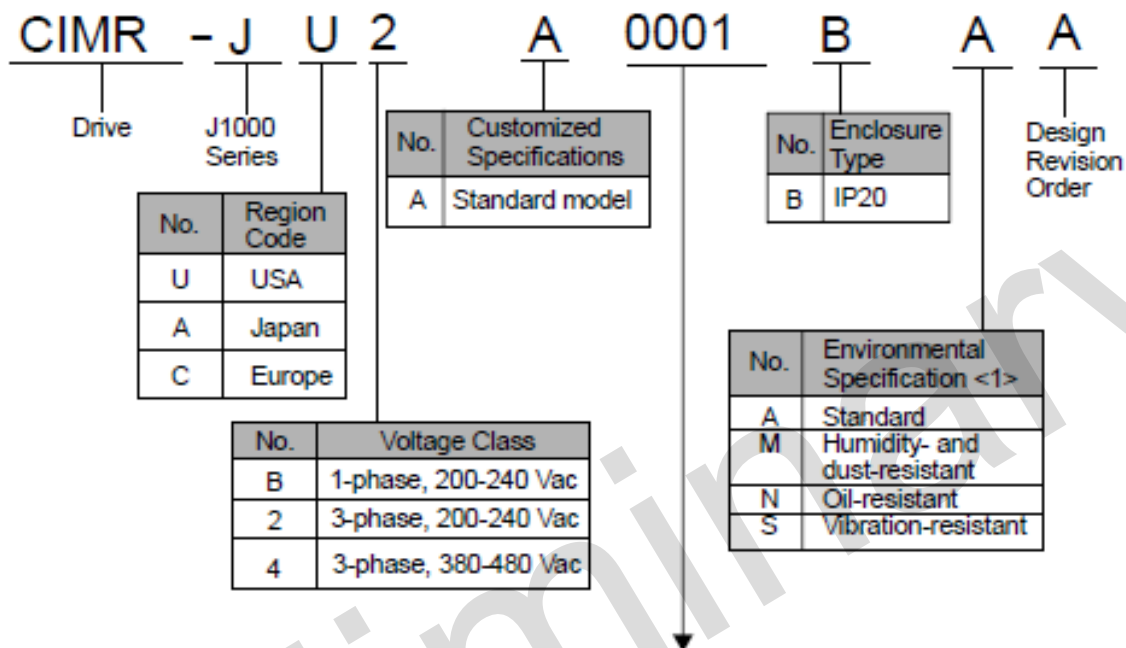 CIMR - J U 2 A 0001 B A A
Drive
J1000
Series
No. Customized
Specifications
A Standard model
No. Enclosure
Type
B IP20
Design
Revision
Order
No. Region
Code
U USA
A Japan
C Europe
No. Voltage Class
B 1-phase, 200-240 Vac
2 3-phase, 200-240 Vac
4 3-phase, 380-480 Vac
No. Environmental
Specification <1>
A Standard
M Humidity- and
dust-resistant
N Oil-resistant
S Vibration-resistant